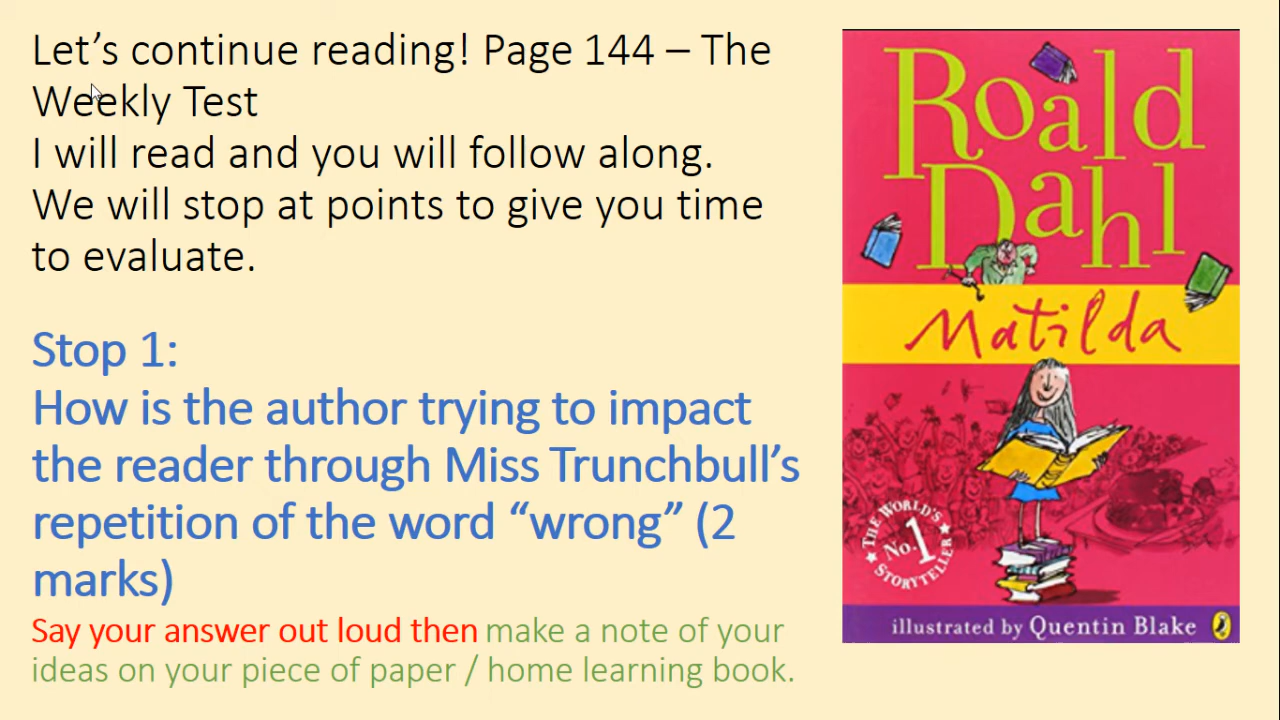 Let’s continue reading! Page 144 – The
Weekly Test
I will read and you will follow along.
We will stop at points to give you time
to evaluate.
Stop 1:
How is the author trying to impact
the reader through Miss Trunchbull’s
repetition of the word “wrong” (2
marks)
Say your answer out loud then make a note of your
ideas on your piece of paper / home learning book.
Roald
Dahl
Matilda
THE WORLD'S
No.1
STORYTELLER
illustrated by Quentin Blake